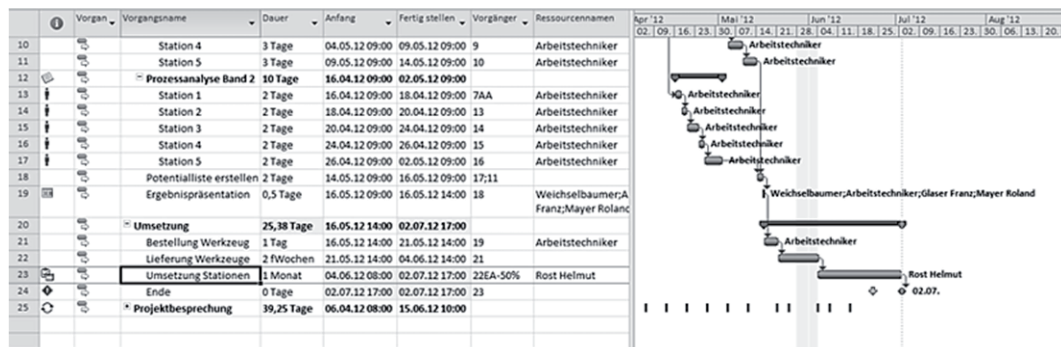 Vorgan Vorgangsname Dauer Anfang Fertig stellen Vorgänger Ressourcennamen Apr '12 Mai '12 Jun '12 Jul '12 Aug '12
02. 09. 16. 23. 30. 07. 14. 21. 28. 04. 11. 18. 25. 02. 09. 16. 23. 30. 06. 13. 20.
10 Station 4 3 Tage 04.05.12 09:00 09.05.12 09:00 9 Arbeitstechniker Arbeitstechniker
11 Station 5 3 Tage 09.05.12 09:00 14.05.12 09:00 10 Arbeitstechniker Arbeitstechniker
12 Prozessanalyse Band 2 10 Tage 16.04.12 09:00 02.05.12 09:00
13 Station 1 2 Tage 16.04.12 09:00 18.04.12 09:00 7AA Arbeitstechniker Arbeitstechniker
14 Station 2 2 Tage 18.04.12 09:00 20.04.12 09:00 13 Arbeitstechniker Arbeitstechniker
15 Station 3 2 Tage 20.04.12 09:00 24.04.12 09:00 14 Arbeitstechniker Arbeitstechniker
16 Station 4 2 Tage 24.04.12 09:00 26.04.12 09:00 15 Arbeitstechniker Arbeitstechniker
17 Station 5 2 Tage 26.04.12 09:00 02.05.12 09:00 16 Arbeitstechniker Arbeitstechniker
18 Potentialliste erstellen 2 Tage 14.05.12 09:00 16.05.12 09:00 17;11
19 Ergebnispräsentation 0,5 Tage 16.05.12 09:00 16.05.12 14:00 18 Weichselbaumer;A Weichselbaumer;Arbeitstechniker;Glaser Franz;Mayer Roland
Franz;Mayer Roland
20 Umsetzung 25,38 Tage 16.05.12 14:00 02.07.12 17:00
21 Bestellung Werkzeug 1 Tag 16.05.12 14:00 21.05.12 14:00 19 Arbeitstechniker Arbeitstechniker
22 Lieferung Werkzeuge 2 fWochen 21.05.12 14:00 04.06.12 14:00 21
23 Umsetzung Stationen 1 Monat 04.06.12 08:00 02.07.12 17:00 22EA-50% Rost Helmut Rost Helmut
24 Ende 0 Tage 02.07.12 17:00 02.07.12 17:00 23 02.07.
25 Projektbesprechung 39,25 Tage 06.04.12 08:00 15.06.12 10:00